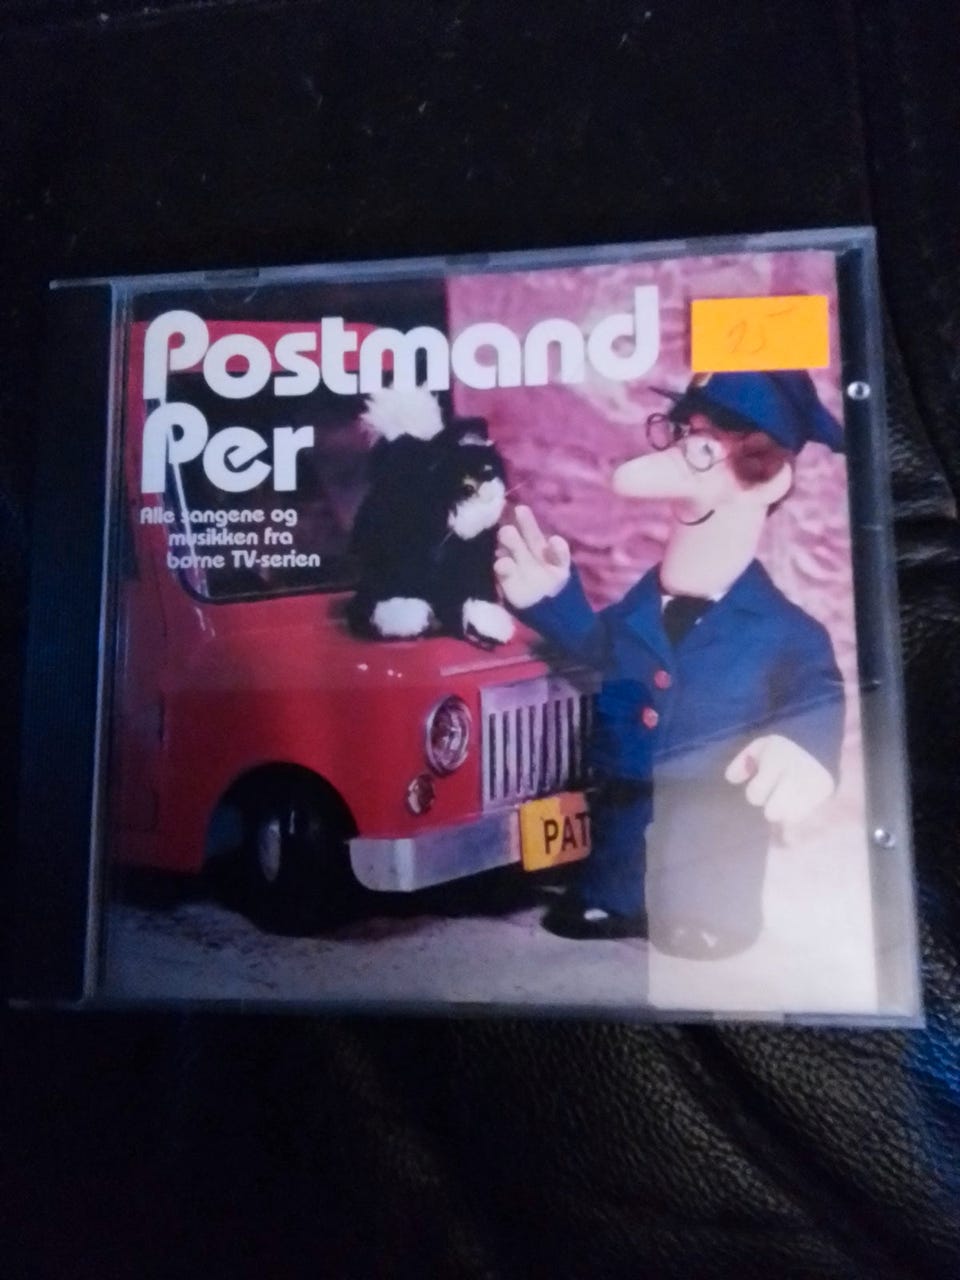 Postmand
Per
Alle sangene og
musikken fra
børne TV-serien
25
PAT